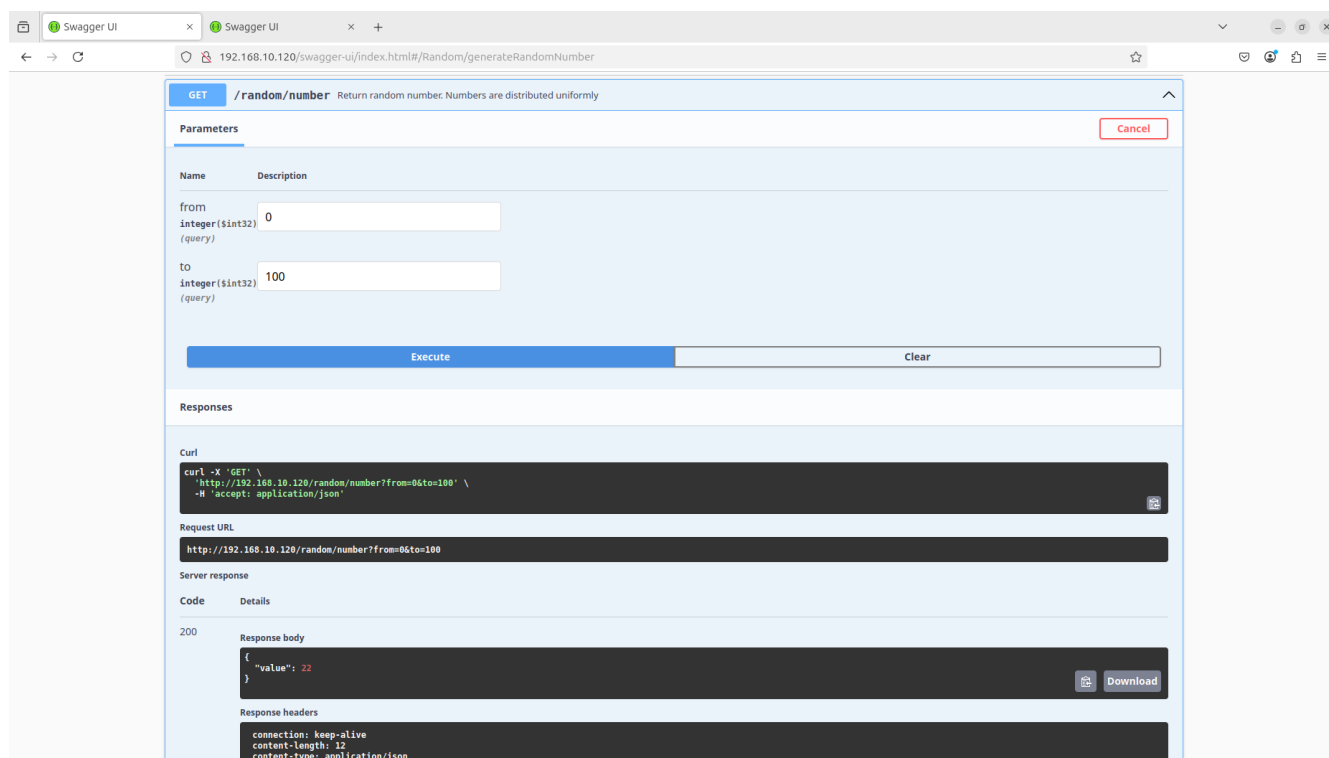 Swagger UI
Swagger UI
192.168.10.120/swagger-ui/index.html#/Random/generateRandomNumber
GET /random/number Return random number. Numbers are distributed uniformly
Parameters Cancel
Name Description
from
integer($int32)
(query)
0
to
integer($int32)
(query)
100
Execute Clear
Responses
Curl
curl -X 'GET' \
'http://192.168.10.120/random/number?from=0&to=100' \
-H 'accept: application/json'
Request URL
http://192.168.10.120/random/number?from=0&to=100
Server response
Code Details
200
Response body
{
"value": 22
}
Download
Response headers
connection: keep-alive
content-length: 12
content-type: application/json